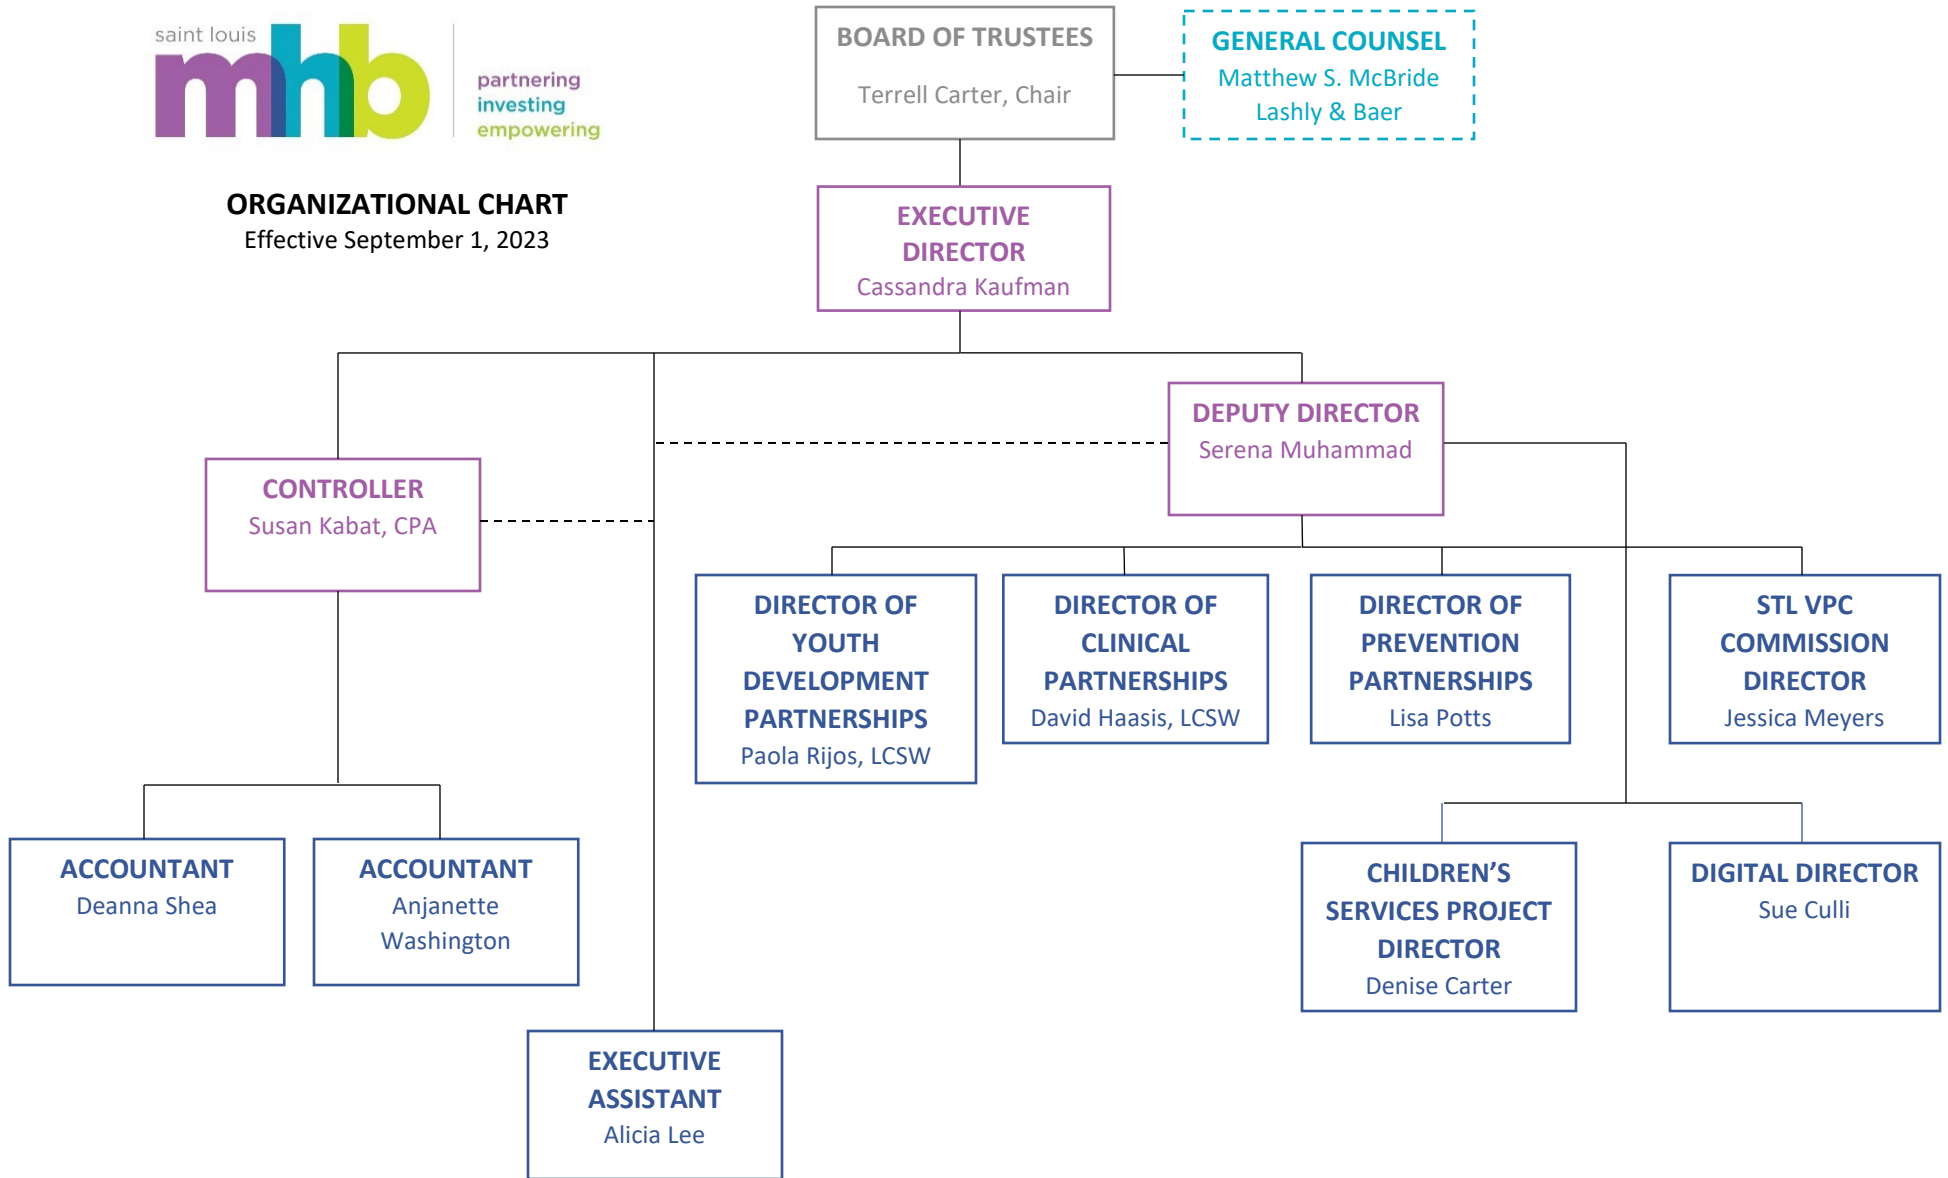 saint louis
mhb
partnering
investing
empowering
ORGANIZATIONAL CHART
Effective September 1, 2023
BOARD OF TRUSTEES
Terrell Carter, Chair
GENERAL COUNSEL
Matthew S. McBride
Lashly & Baer
EXECUTIVE
DIRECTOR
Cassandra Kaufman
DEPUTY DIRECTOR
Serena Muhammad
CONTROLLER
Susan Kabat, CPA
DIRECTOR OF
YOUTH
DEVELOPMENT
PARTNERSHIPS
Paola Rijos, LCSW
DIRECTOR OF
CLINICAL
PARTNERSHIPS
David Haasis, LCSW
DIRECTOR OF
PREVENTION
PARTNERSHIPS
Lisa Potts
STL VPC
COMMISSION
DIRECTOR
Jessica Meyers
ACCOUNTANT
Deanna Shea
ACCOUNTANT
Anjanette
Washington
CHILDREN’S
SERVICES PROJECT
DIRECTOR
Denise Carter
DIGITAL DIRECTOR
Sue Culli
EXECUTIVE
ASSISTANT
Alicia Lee